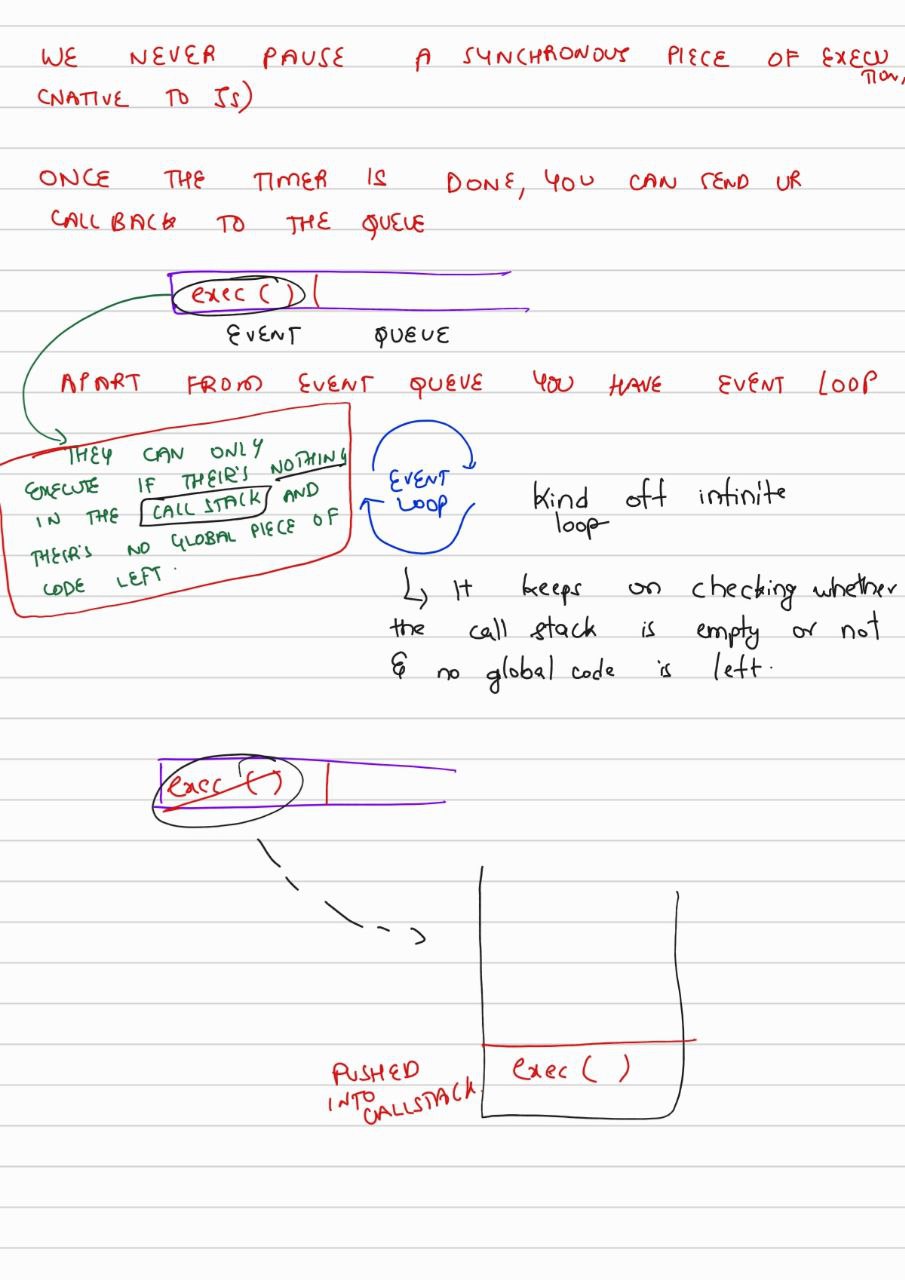 WE NEVER PAUSE A SYNCHRONOUS PIECE OF EXECUTION,
(NATIVE TO JS)
ONCE THE TIMER IS DONE, YOU CAN SEND UR
CALLBACK TO THE QUEUE
exec ( )
EVENT QUEUE
APART FROM EVENT QUEUE YOU HAVE EVENT LOOP
THEY CAN ONLY
EXECUTE IF THEIR'S NOTHING
IN THE CALL STACK AND
THEIR'S NO GLOBAL PIECE OF
CODE LEFT.
EVENT
LOOP
kind off infinite
loop
It keeps on checking whether
the call stack is empty or not
& no global code is left.
exec ( )
PUSHED
INTO
CALLSTACK
exec ( )